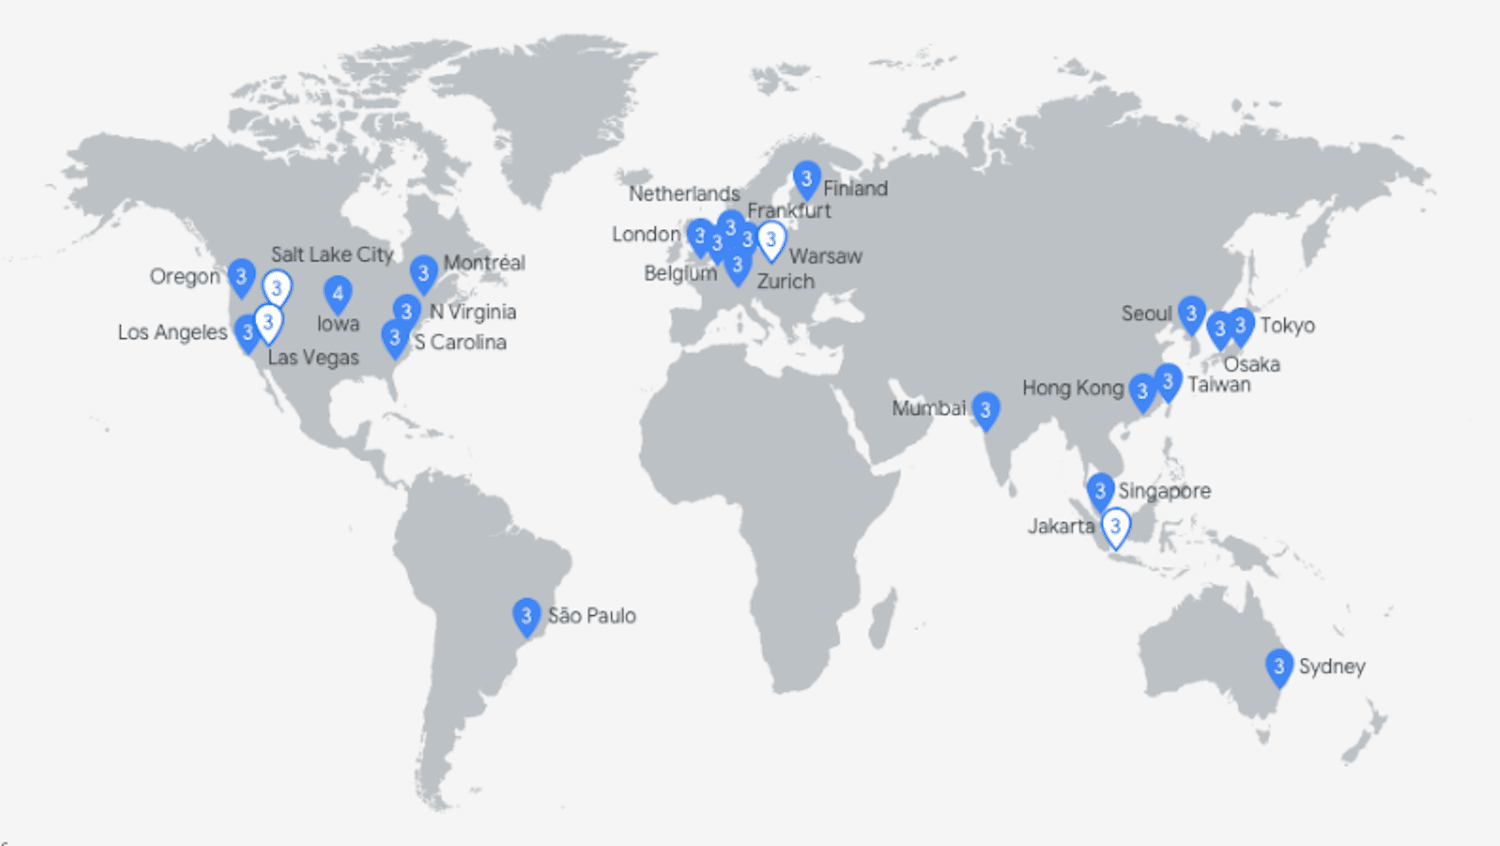 3
Finland
Netherlands
3
Frankfurt
London
3
3
3
3
Warsaw
Belgium
3
Zurich
Salt Lake City
Oregon
3
3
4
Iowa
3
Montréal
Los Angeles
3
3
Las Vegas
3
N Virginia
3
S Carolina
Seoul
3
3
3
Tokyo
Osaka
Hong Kong
3
3
Taiwan
Mumbai
3
3
Singapore
Jakarta
3
3
São Paulo
3
Sydney